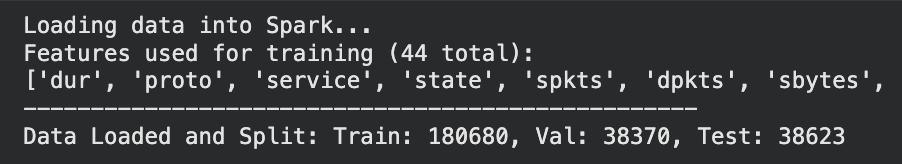 Loading data into Spark...
Features used for training (44 total):
['dur', 'proto', 'service', 'state', 'spkts', 'dpkts', 'sbytes',
--------------------------------------------------
Data Loaded and Split: Train: 180680, Val: 38370, Test: 38623